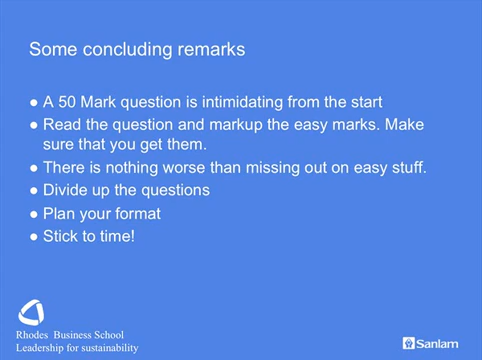 Some concluding remarks
● A 50 Mark question is intimidating from the start
● Read the question and markup the easy marks. Make
sure that you get them.
● There is nothing worse than missing out on easy stuff.
● Divide up the questions
● Plan your format
● Stick to time!
Rhodes Business School
Leadership for sustainability
Sanlam